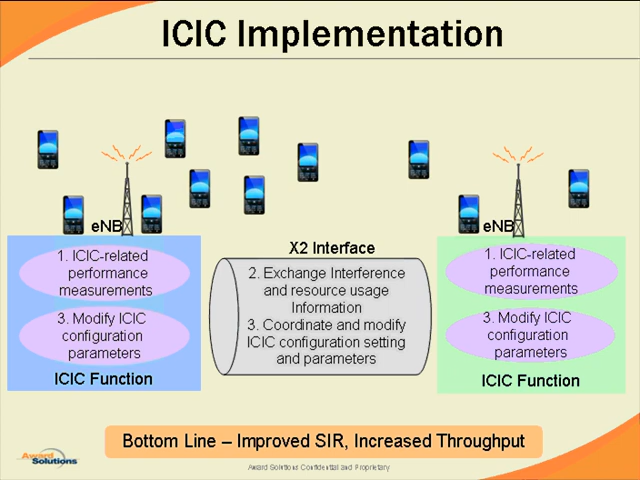 ICIC Implementation
eNB
1. ICIC-related
performance
measurements
3. Modify ICIC
configuration
parameters
ICIC Function
X2 Interface
2. Exchange Interference
and resource usage
Information
3. Coordinate and modify
ICIC configuration setting
and parameters
eNB
1. ICIC-related
performance
measurements
3. Modify ICIC
configuration
parameters
ICIC Function
Bottom Line – Improved SIR, Increased Throughput
Award
Solutions
Award Solutions Confidential and Proprietary